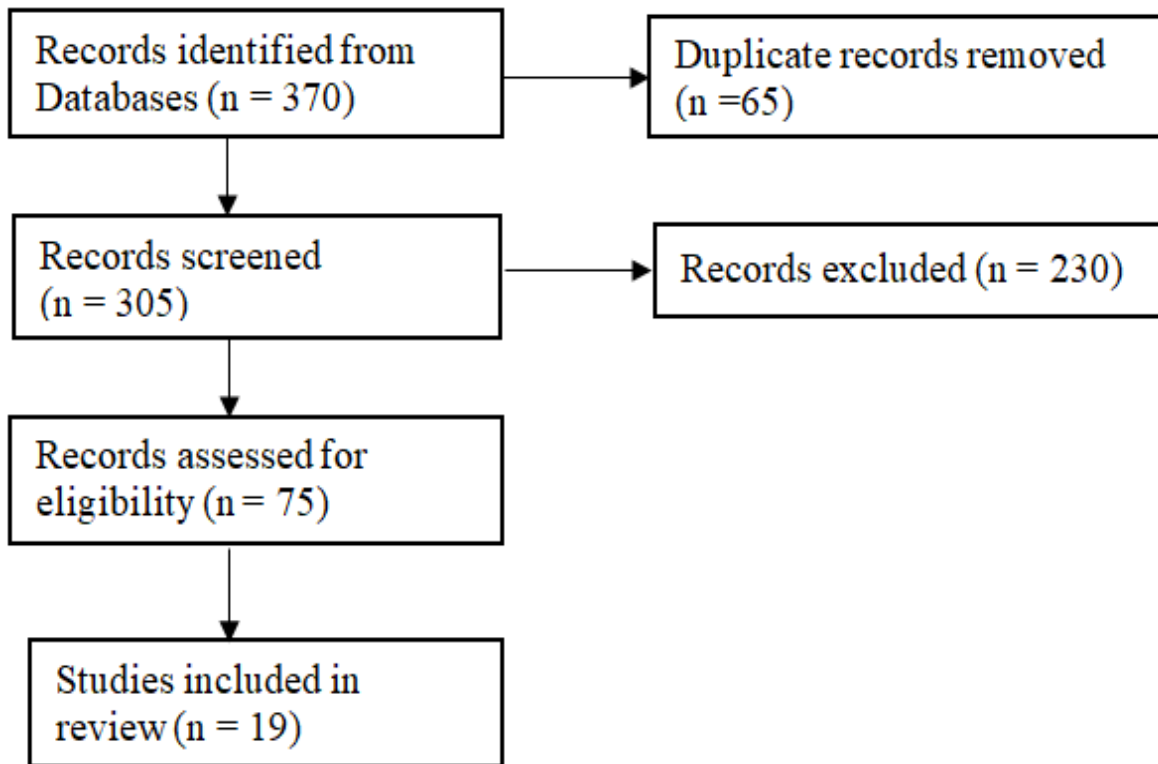 Records identified from
Databases (n = 370)
Duplicate records removed
(n =65)
Records screened
(n = 305)
Records excluded (n = 230)
Records assessed for
eligibility (n = 75)
Studies included in
review (n = 19)